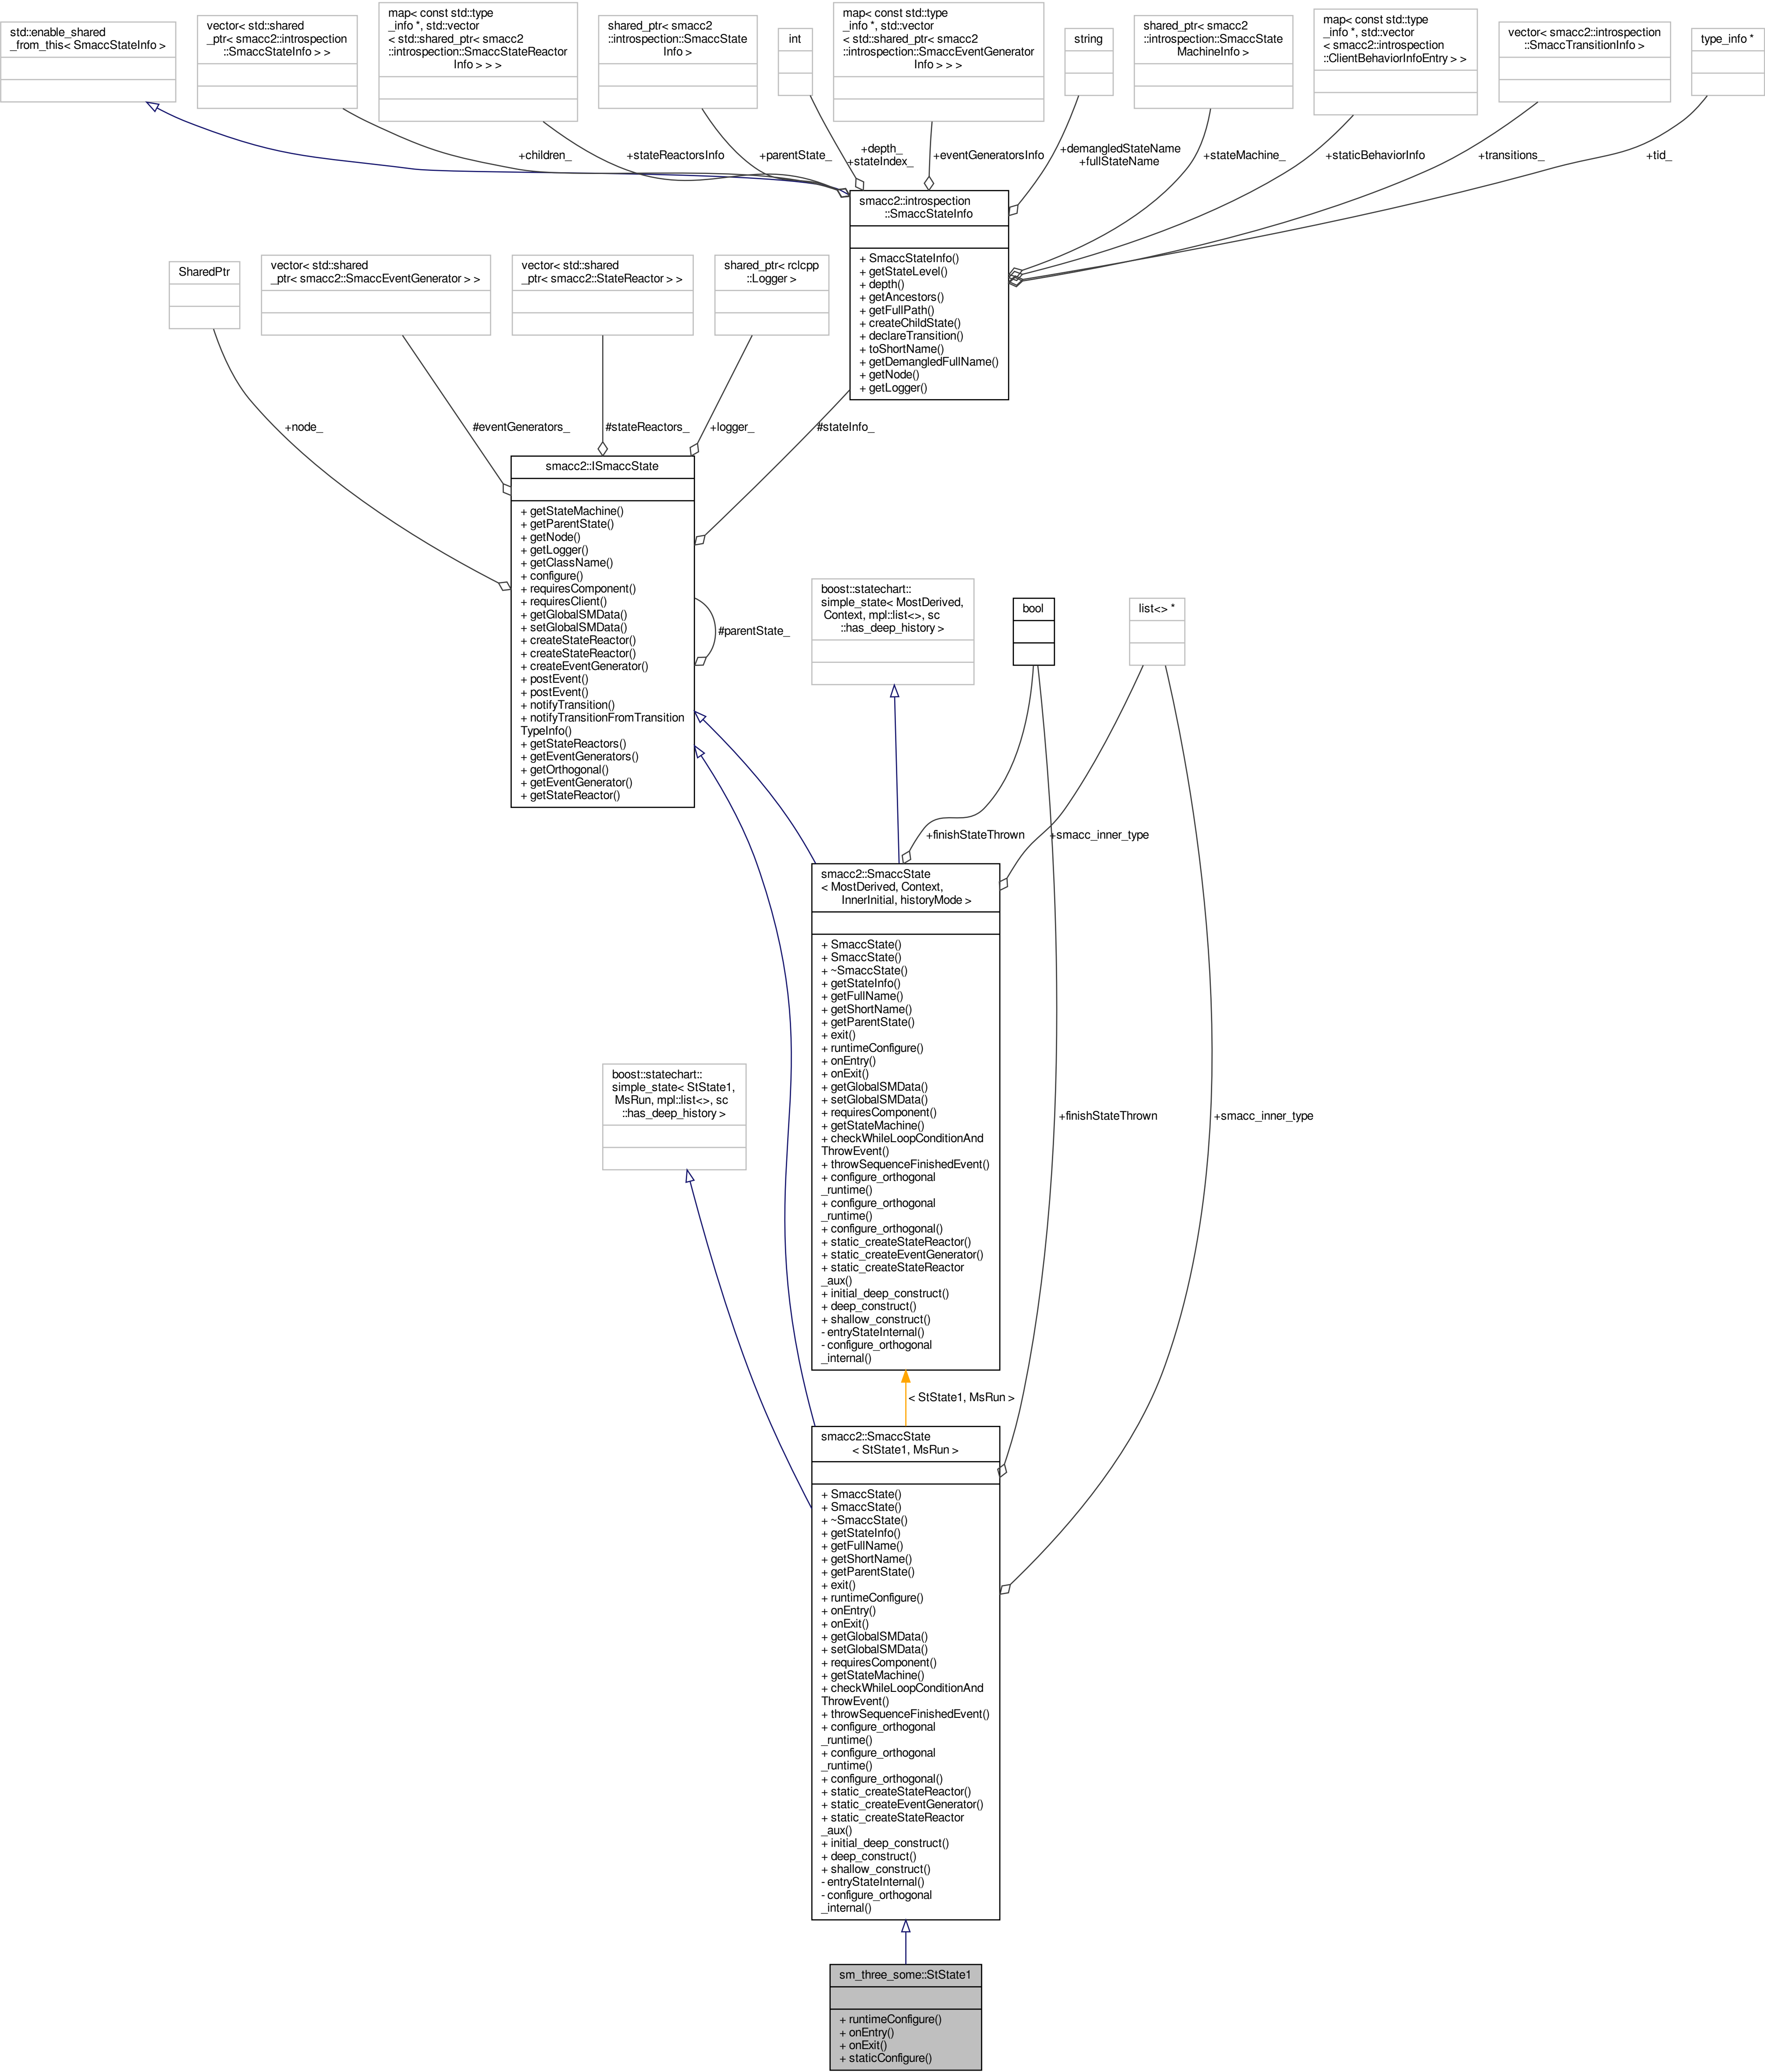 std::enable_shared
_from_this< SmaccStateInfo >
vector< std::shared
_ptr< smacc2::introspection
::SmaccStateInfo > >
map< const std::type
_info *, std::vector
< std::shared_ptr< smacc2
::introspection::SmaccStateReactor
Info > > >
shared_ptr< smacc2
::introspection::SmaccState
Info >
int
map< const std::type
_info *, std::vector
< std::shared_ptr< smacc2
::introspection::SmaccEventGenerator
Info > > >
string
shared_ptr< smacc2
::introspection::SmaccState
MachineInfo >
map< const std::type
_info *, std::vector
< smacc2::introspection
::ClientBehaviorInfoEntry > >
vector< smacc2::introspection
::SmaccTransitionInfo >
type_info *
+children_
+stateReactorsInfo
+parentState_
+depth_
+stateIndex_
+eventGeneratorsInfo
+demangledStateName
+fullStateName
+stateMachine_
+staticBehaviorInfo
+transitions_
+tid_
smacc2::introspection
::SmaccStateInfo
+ SmaccStateInfo()
+ getStateLevel()
+ depth()
+ getAncestors()
+ getFullPath()
+ createChildState()
+ declareTransition()
+ toShortName()
+ getDemangledFullName()
+ getNode()
+ getLogger()
SharedPtr
vector< std::shared
_ptr< smacc2::SmaccEventGenerator > >
vector< std::shared
_ptr< smacc2::StateReactor > >
shared_ptr< rclcpp
::Logger >
+node_
#eventGenerators_
#stateReactors_
+logger_
#stateInfo_
smacc2::ISmaccState
+ getStateMachine()
+ getParentState()
+ getNode()
+ getLogger()
+ getClassName()
+ configure()
+ requiresComponent()
+ requiresClient()
+ getGlobalSMData()
+ setGlobalSMData()
+ createStateReactor()
+ createStateReactor()
+ createEventGenerator()
+ postEvent()
+ postEvent()
+ notifyTransition()
+ notifyTransitionFromTransition
TypeInfo()
+ getStateReactors()
+ getEventGenerators()
+ getOrthogonal()
+ getEventGenerator()
+ getStateReactor()
#parentState_
boost::statechart::
simple_state< MostDerived,
Context, mpl::list<>, sc
::has_deep_history >
bool
list<> *
+finishStateThrown
+smacc_inner_type
smacc2::SmaccState
< MostDerived, Context,
InnerInitial, historyMode >
+ SmaccState()
+ SmaccState()
+ ~SmaccState()
+ getStateInfo()
+ getFullName()
+ getShortName()
+ getParentState()
+ exit()
+ runtimeConfigure()
+ onEntry()
+ onExit()
+ getGlobalSMData()
+ setGlobalSMData()
+ requiresComponent()
+ getStateMachine()
+ checkWhileLoopConditionAnd
ThrowEvent()
+ throwSequenceFinishedEvent()
+ configure_orthogonal
_runtime()
+ configure_orthogonal
_runtime()
+ configure_orthogonal()
+ static_createStateReactor()
+ static_createEventGenerator()
+ static_createStateReactor
_aux()
+ initial_deep_construct()
+ deep_construct()
+ shallow_construct()
- entryStateInternal()
- configure_orthogonal
_internal()
boost::statechart::
simple_state< StState1,
MsRun, mpl::list<>, sc
::has_deep_history >
+finishStateThrown
+smacc_inner_type
< StState1, MsRun >
smacc2::SmaccState
< StState1, MsRun >
+ SmaccState()
+ SmaccState()
+ ~SmaccState()
+ getStateInfo()
+ getFullName()
+ getShortName()
+ getParentState()
+ exit()
+ runtimeConfigure()
+ onEntry()
+ onExit()
+ getGlobalSMData()
+ setGlobalSMData()
+ requiresComponent()
+ getStateMachine()
+ checkWhileLoopConditionAnd
ThrowEvent()
+ throwSequenceFinishedEvent()
+ configure_orthogonal
_runtime()
+ configure_orthogonal
_runtime()
+ configure_orthogonal()
+ static_createStateReactor()
+ static_createEventGenerator()
+ static_createStateReactor
_aux()
+ initial_deep_construct()
+ deep_construct()
+ shallow_construct()
- entryStateInternal()
- configure_orthogonal
_internal()
sm_three_some::StState1
+ runtimeConfigure()
+ onEntry()
+ onExit()
+ staticConfigure()